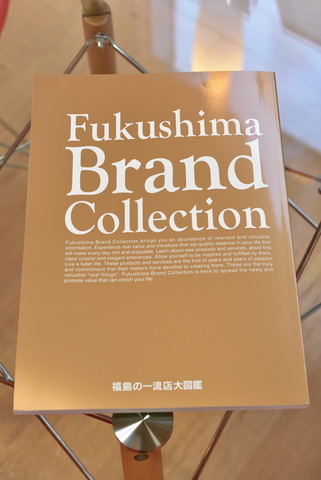 Fukushima
Brand
Collection
Fukushima Brand Collection brings you an abundance of relevant and valuable
information. Experience real value and introduce that top quality essence in your life that
will make every day rich and enjoyable. Learn about new products and services, about first
class cuisine and elegant ambiances. Allow yourself to be inspired and fulfilled by them.
Live a fuller life. These products and services are the fruit of years and years of passion
and commitment that their makers have devoted to creating them. These are the truly
valuable "real things". Fukushima Brand Collection is here to spread the news and
promote value that can enrich your life.
福島の一流店大図鑑